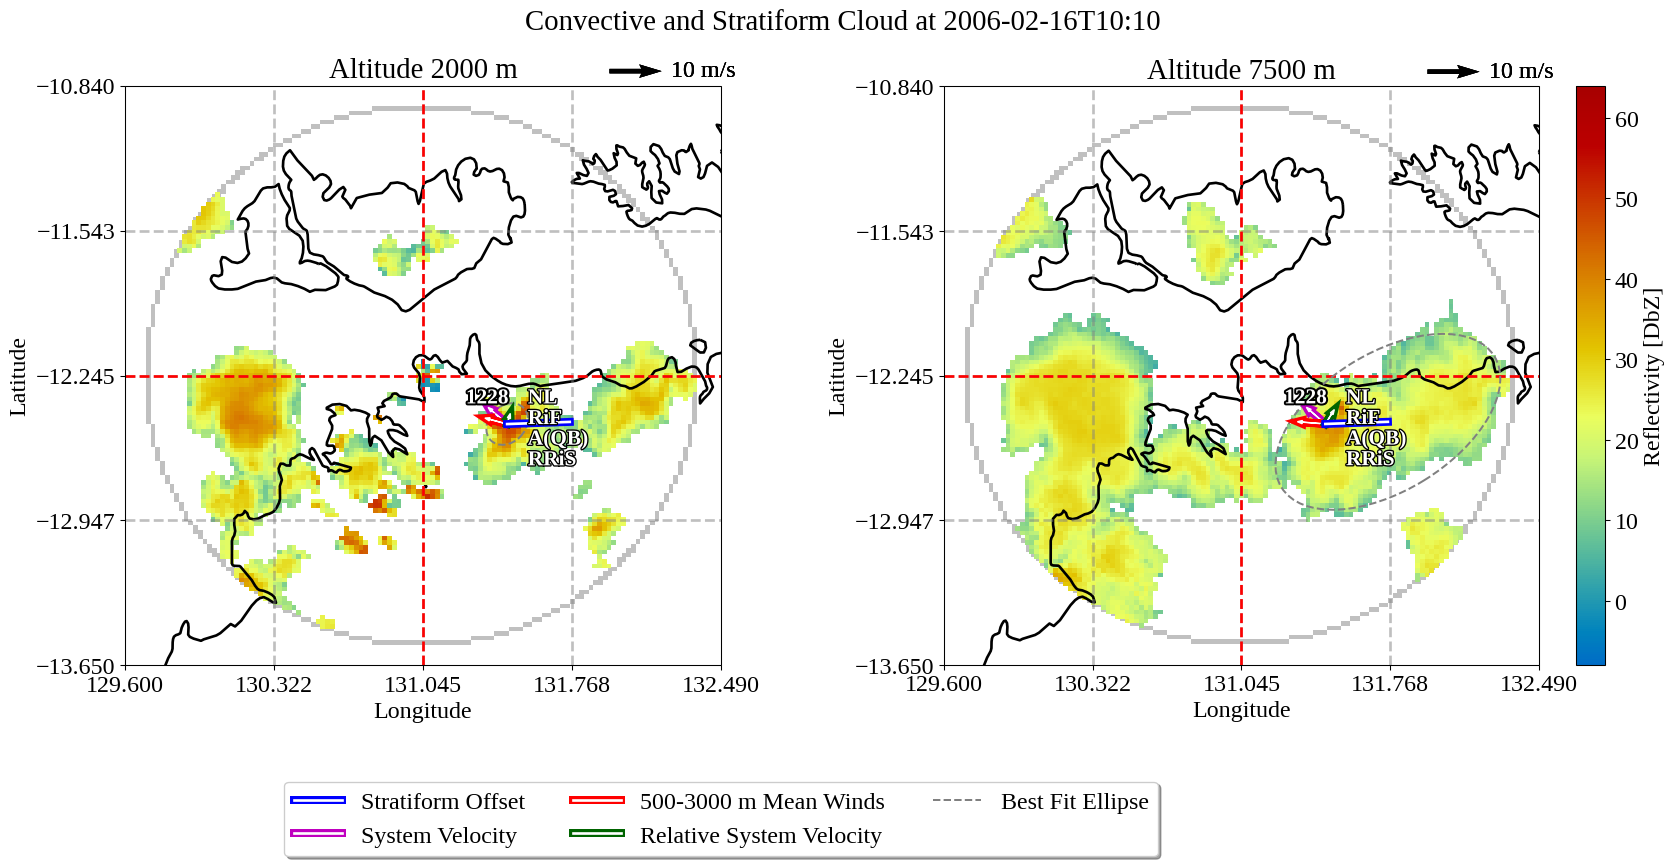 Convective and Stratiform Cloud at 2006-02-16T10:10
Altitude 2000 m
10 m/s
−10.840
−11.543
−12.245
−12.947
−13.650
129.600
130.322
131.045
131.768
132.490
Latitude
Longitude
1228
NL
RiF
A(QB)
RRiS
Altitude 7500 m
10 m/s
−10.840
−11.543
−12.245
−12.947
−13.650
129.600
130.322
131.045
131.768
132.490
Latitude
Longitude
1228
NL
RiF
A(QB)
RRiS
60
50
40
30
20
10
0
Reflectivity [DbZ]
Stratiform Offset
System Velocity
500-3000 m Mean Winds
Relative System Velocity
Best Fit Ellipse